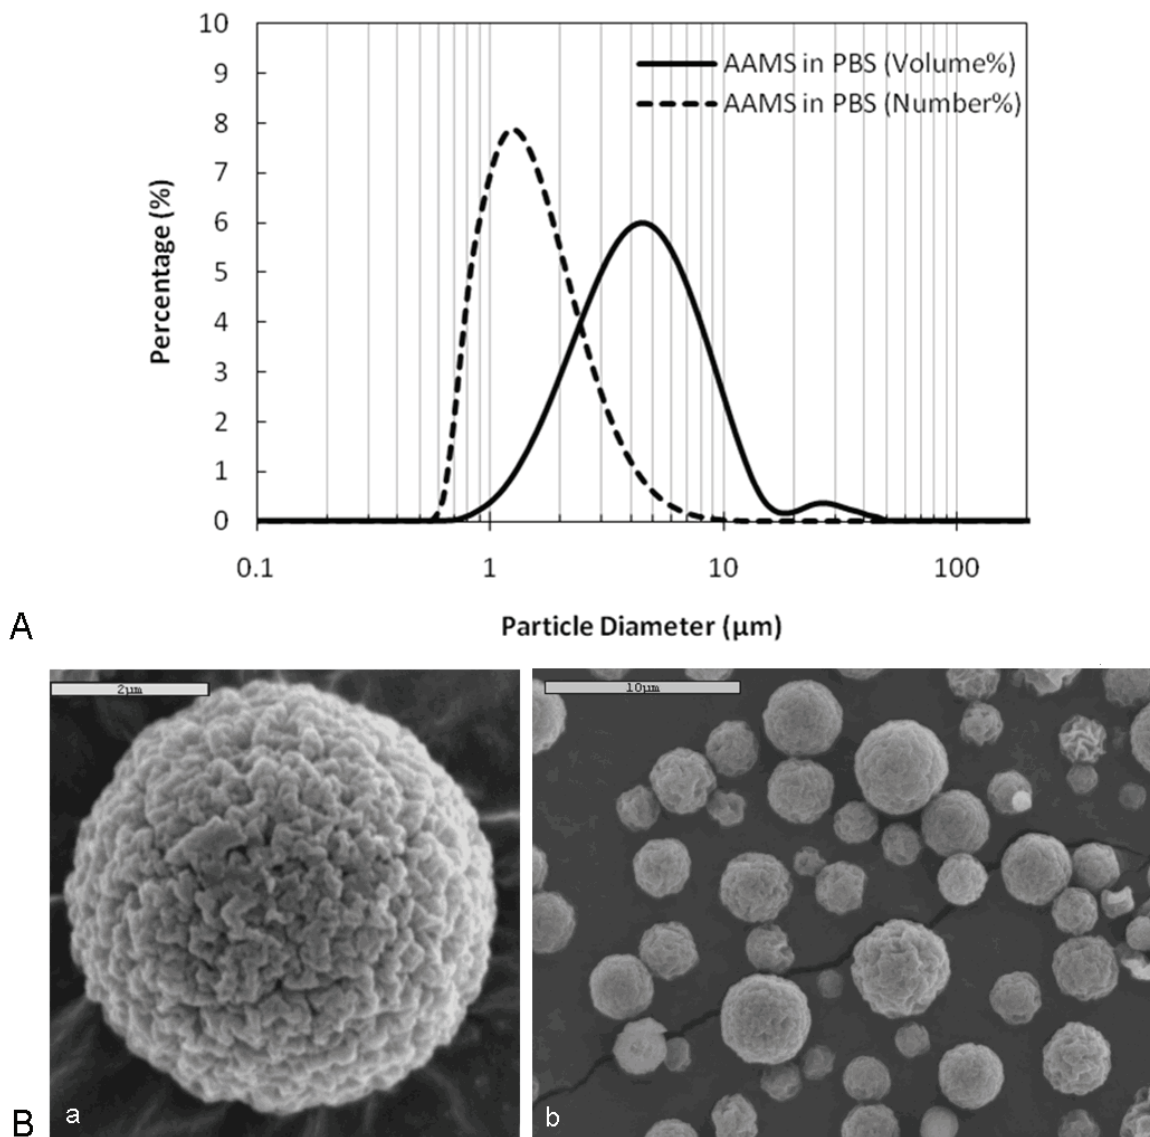 10
9
8
7
6
5
4
3
2
1
0
AAMS in PBS (Volume%)
AAMS in PBS (Number%)
Percentage (%)
0.1 1 10 100
Particle Diameter (µm)
A
2µm
10µm
B
a
b